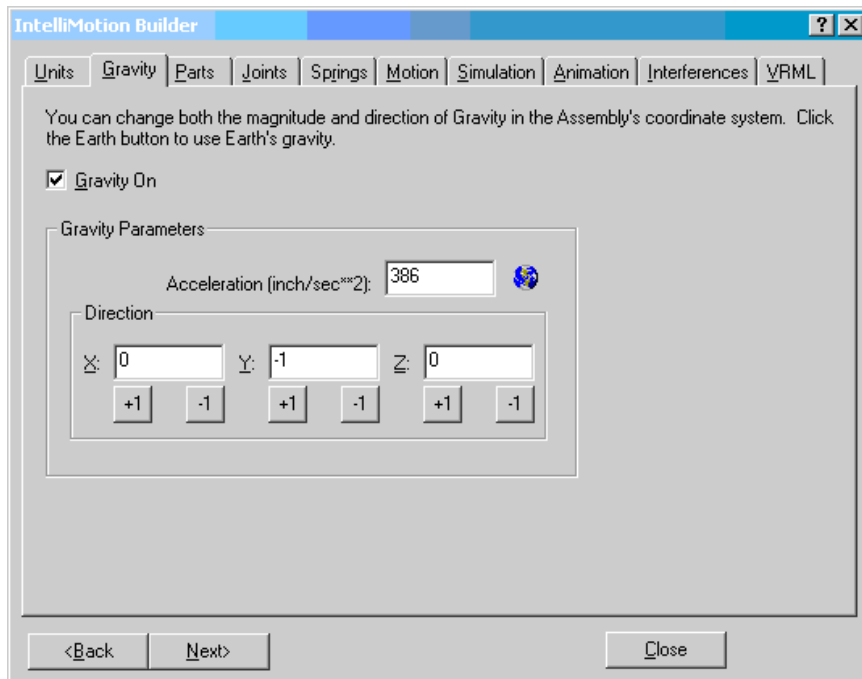 IntelliMotion Builder
Units Gravity Parts Joints Springs Motion Simulation Animation Interferences VRML
You can change both the magnitude and direction of Gravity in the Assembly's coordinate system. Click
the Earth button to use Earth's gravity.
Gravity On
Gravity Parameters
Acceleration (inch/sec**2): 386
Direction
X: 0 Y: -1 Z: 0
+1 -1 +1 -1 +1 -1
<Back Next> Close